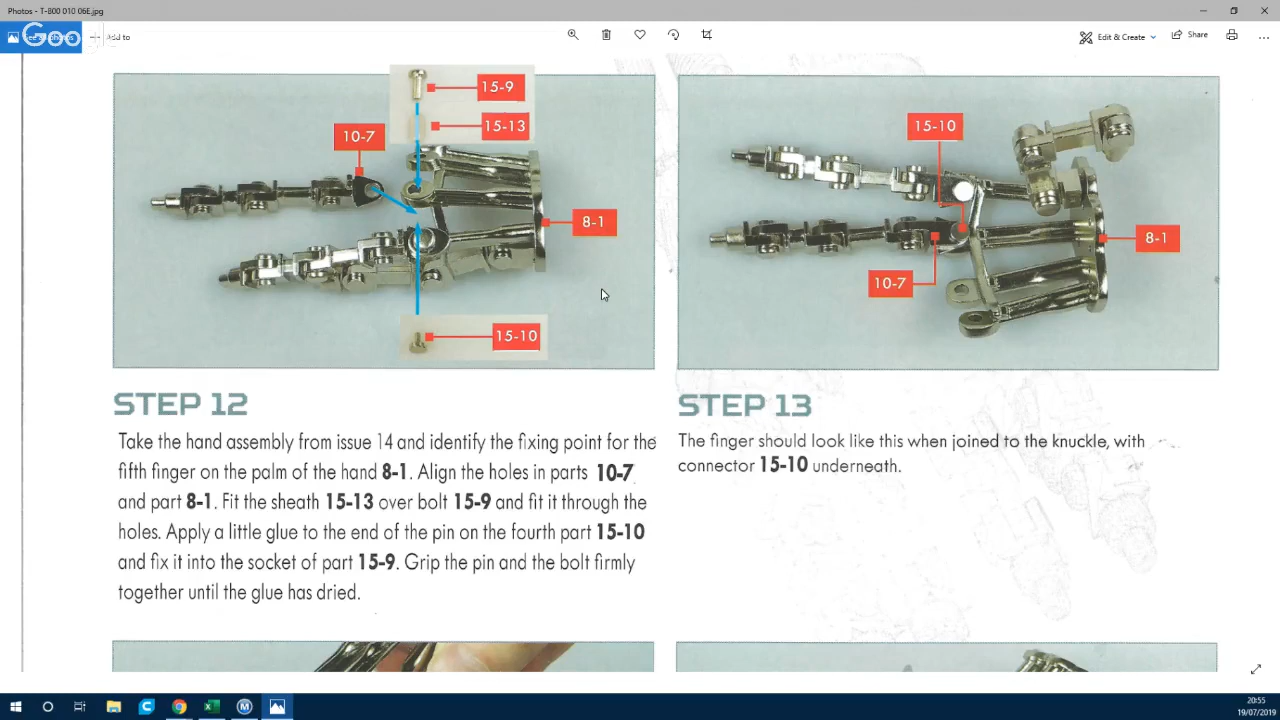 Photos - T-800 010 06E.jpg
Goo
Add to
Edit & Create
Share
15-9
15-13
10-7
8-1
15-10
15-10
10-7
8-1
STEP 12
Take the hand assembly from issue 14 and identify the fixing point for the
fifth finger on the palm of the hand 8-1. Align the holes in parts 10-7
and part 8-1. Fit the sheath 15-13 over bolt 15-9 and fit it through the
holes. Apply a little glue to the end of the pin on the fourth part 15-10
and fix it into the socket of part 15-9. Grip the pin and the bolt firmly
together until the glue has dried.
STEP 13
The finger should look like this when joined to the knuckle, with
connector 15-10 underneath.
20:55
19/07/2019